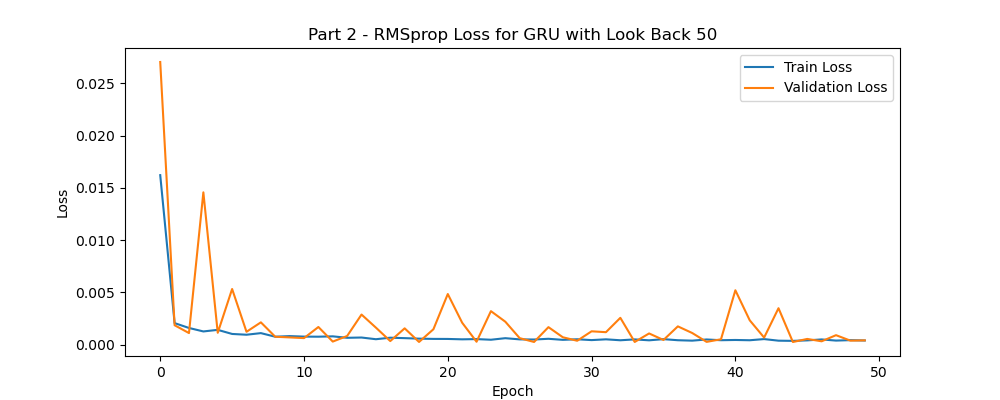 Part 2 - RMSprop Loss for GRU with Look Back 50
Train Loss
Validation Loss
0.025
0.020
0.015
0.010
0.005
0.000
Loss
0 10 20 30 40 50
Epoch